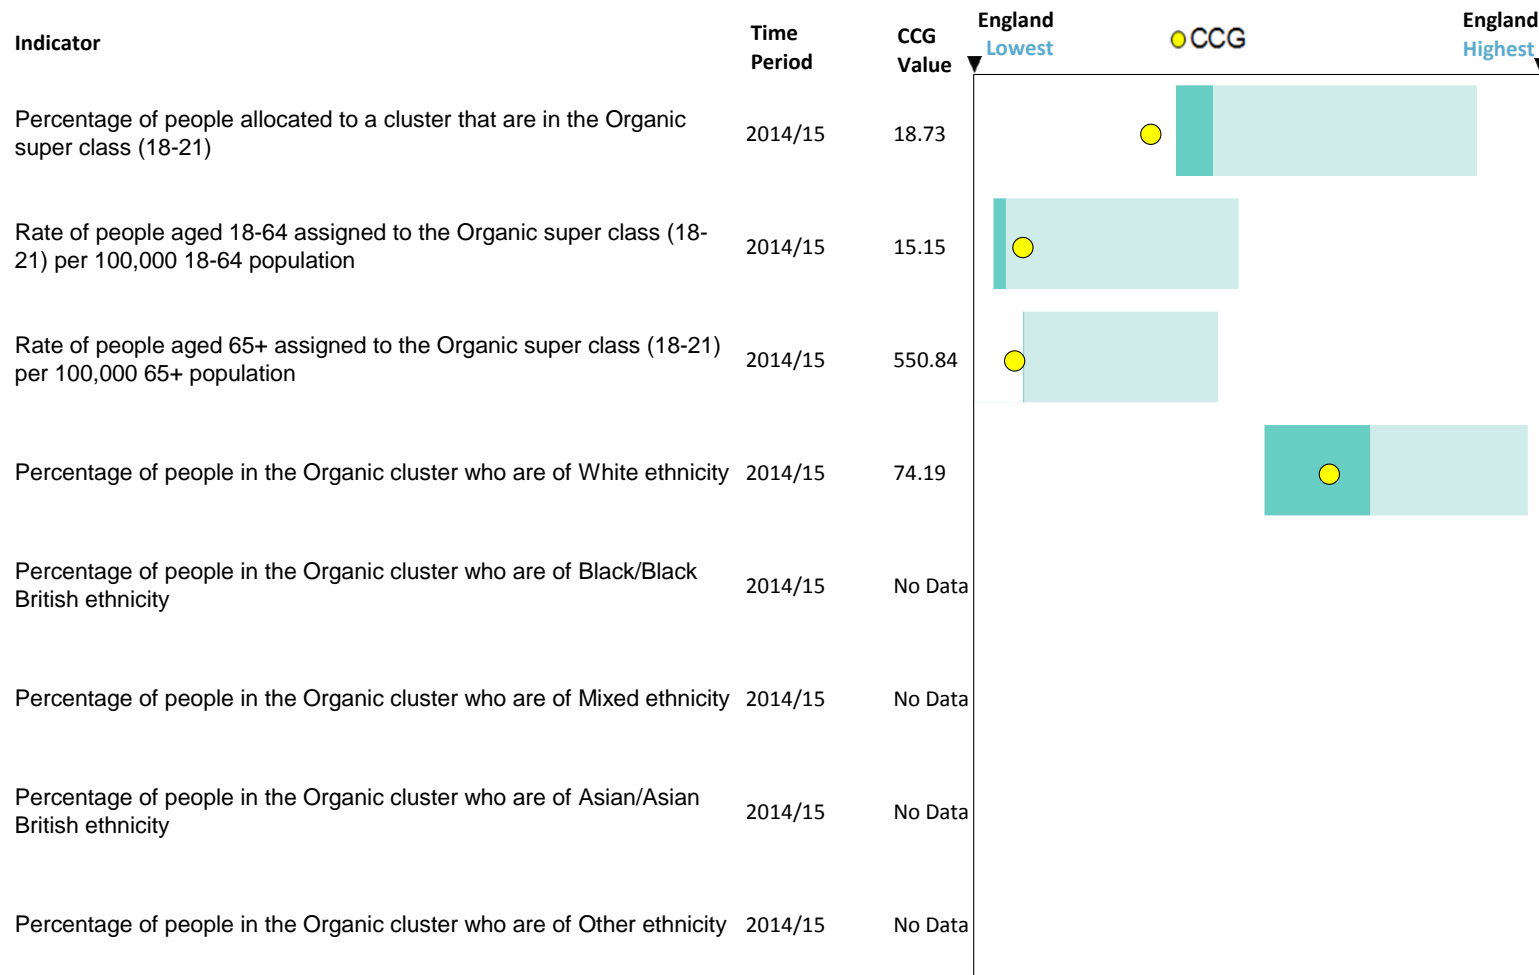 Indicator
Time
Period
CCG
Value
England
Lowest
CCG
England
Highest
Percentage of people allocated to a cluster that are in the Organic
super class (18-21)
2014/15
18.73
Rate of people aged 18-64 assigned to the Organic super class (18-
21) per 100,000 18-64 population
2014/15
15.15
Rate of people aged 65+ assigned to the Organic super class (18-21)
per 100,000 65+ population
2014/15
550.84
Percentage of people in the Organic cluster who are of White ethnicity
2014/15
74.19
Percentage of people in the Organic cluster who are of Black/Black
British ethnicity
2014/15
No Data
Percentage of people in the Organic cluster who are of Mixed ethnicity
2014/15
No Data
Percentage of people in the Organic cluster who are of Asian/Asian
British ethnicity
2014/15
No Data
Percentage of people in the Organic cluster who are of Other ethnicity
2014/15
No Data